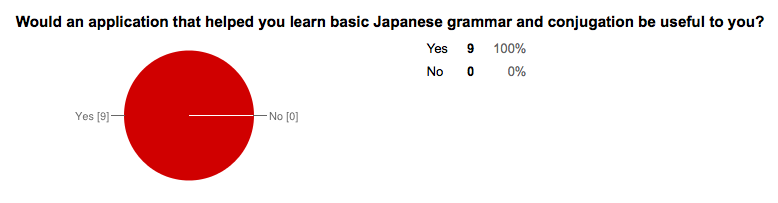 Would an application that helped you learn basic Japanese grammar and conjugation be useful to you?
Yes 9 100%
No 0 0%
Yes [9] No [0]